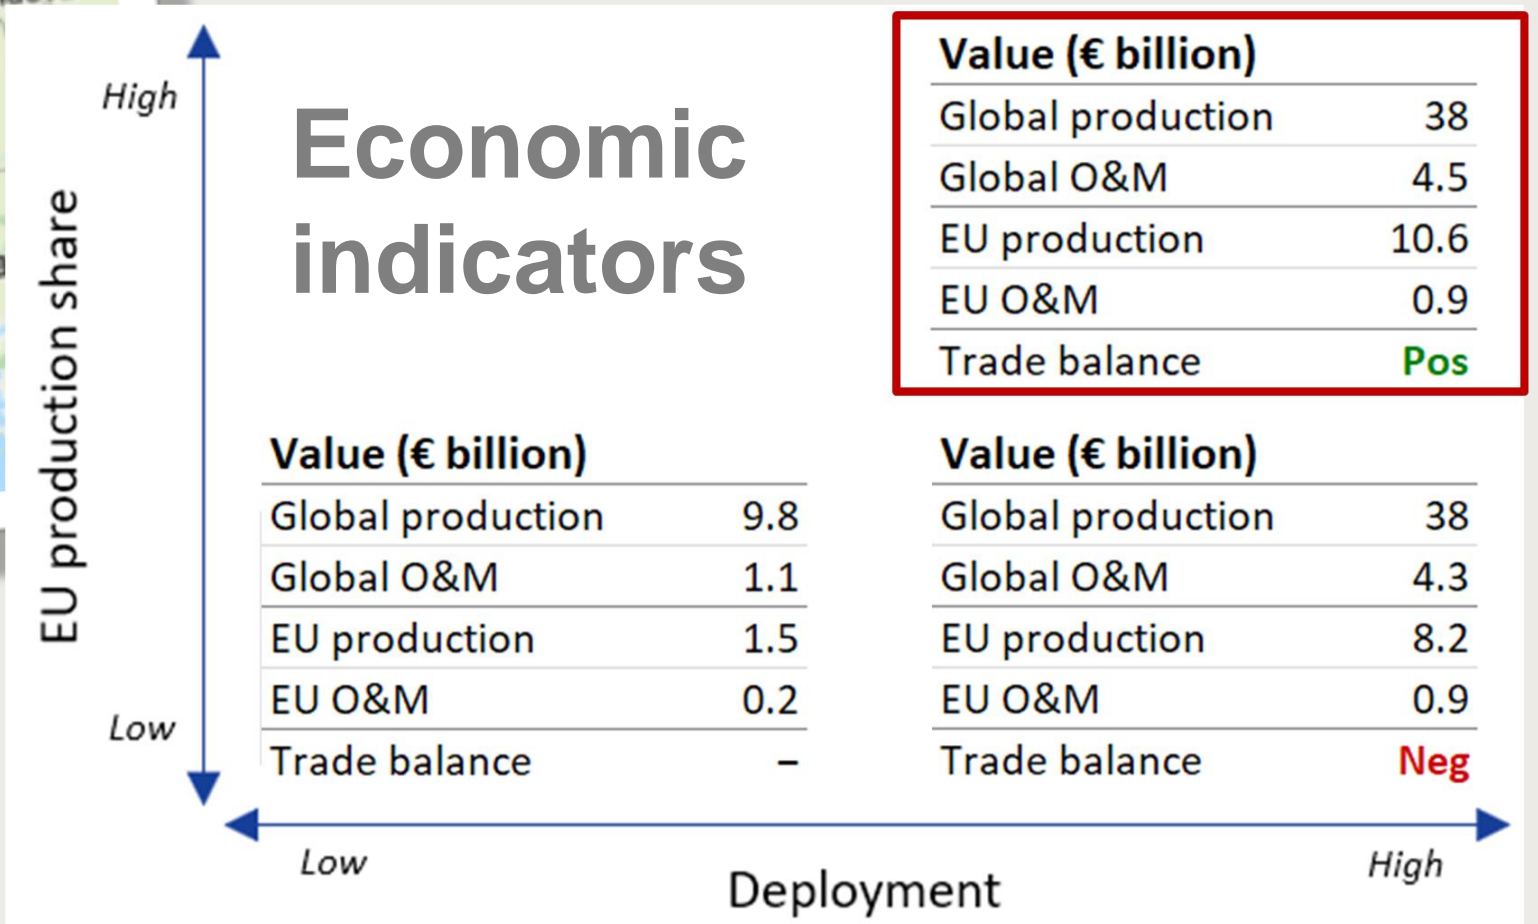 High
EU production share
Low
Economic
indicators
Value (€ billion)
Global production 38
Global O&M 4.5
EU production 10.6
EU O&M 0.9
Trade balance Pos
Value (€ billion)
Global production 9.8
Global O&M 1.1
EU production 1.5
EU O&M 0.2
Trade balance –
Value (€ billion)
Global production 38
Global O&M 4.3
EU production 8.2
EU O&M 0.9
Trade balance Neg
Low
Deployment
High